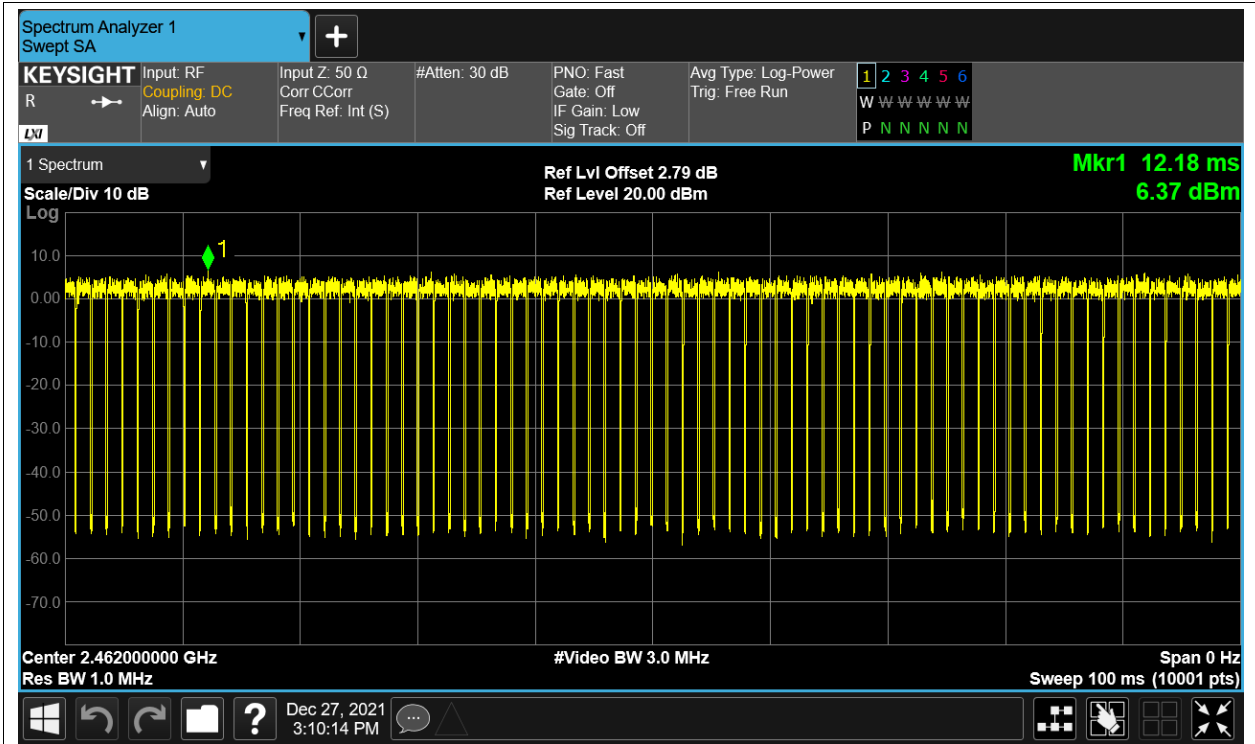 Spectrum Analyzer 1
Swept SA
+
KEYSIGHT
R
LXI
Input: RF
Coupling: DC
Align: Auto
Input Z: 50 Ω
Corr CCorr
Freq Ref: Int (S)
#Atten: 30 dB
PNO: Fast
Gate: Off
IF Gain: Low
Sig Track: Off
Avg Type: Log-Power
Trig: Free Run
1 2 3 4 5 6
W W W W W W
P N N N N N
1 Spectrum
Scale/Div 10 dB
Log
Ref Lvl Offset 2.79 dB
Ref Level 20.00 dBm
Mkr1 12.18 ms
6.37 dBm
1
10.0
0.00
-10.0
-20.0
-30.0
-40.0
-50.0
-60.0
-70.0
Center 2.462000000 GHz
Res BW 1.0 MHz
#Video BW 3.0 MHz
Span 0 Hz
Sweep 100 ms (10001 pts)
?
Dec 27, 2021
3:10:14 PM